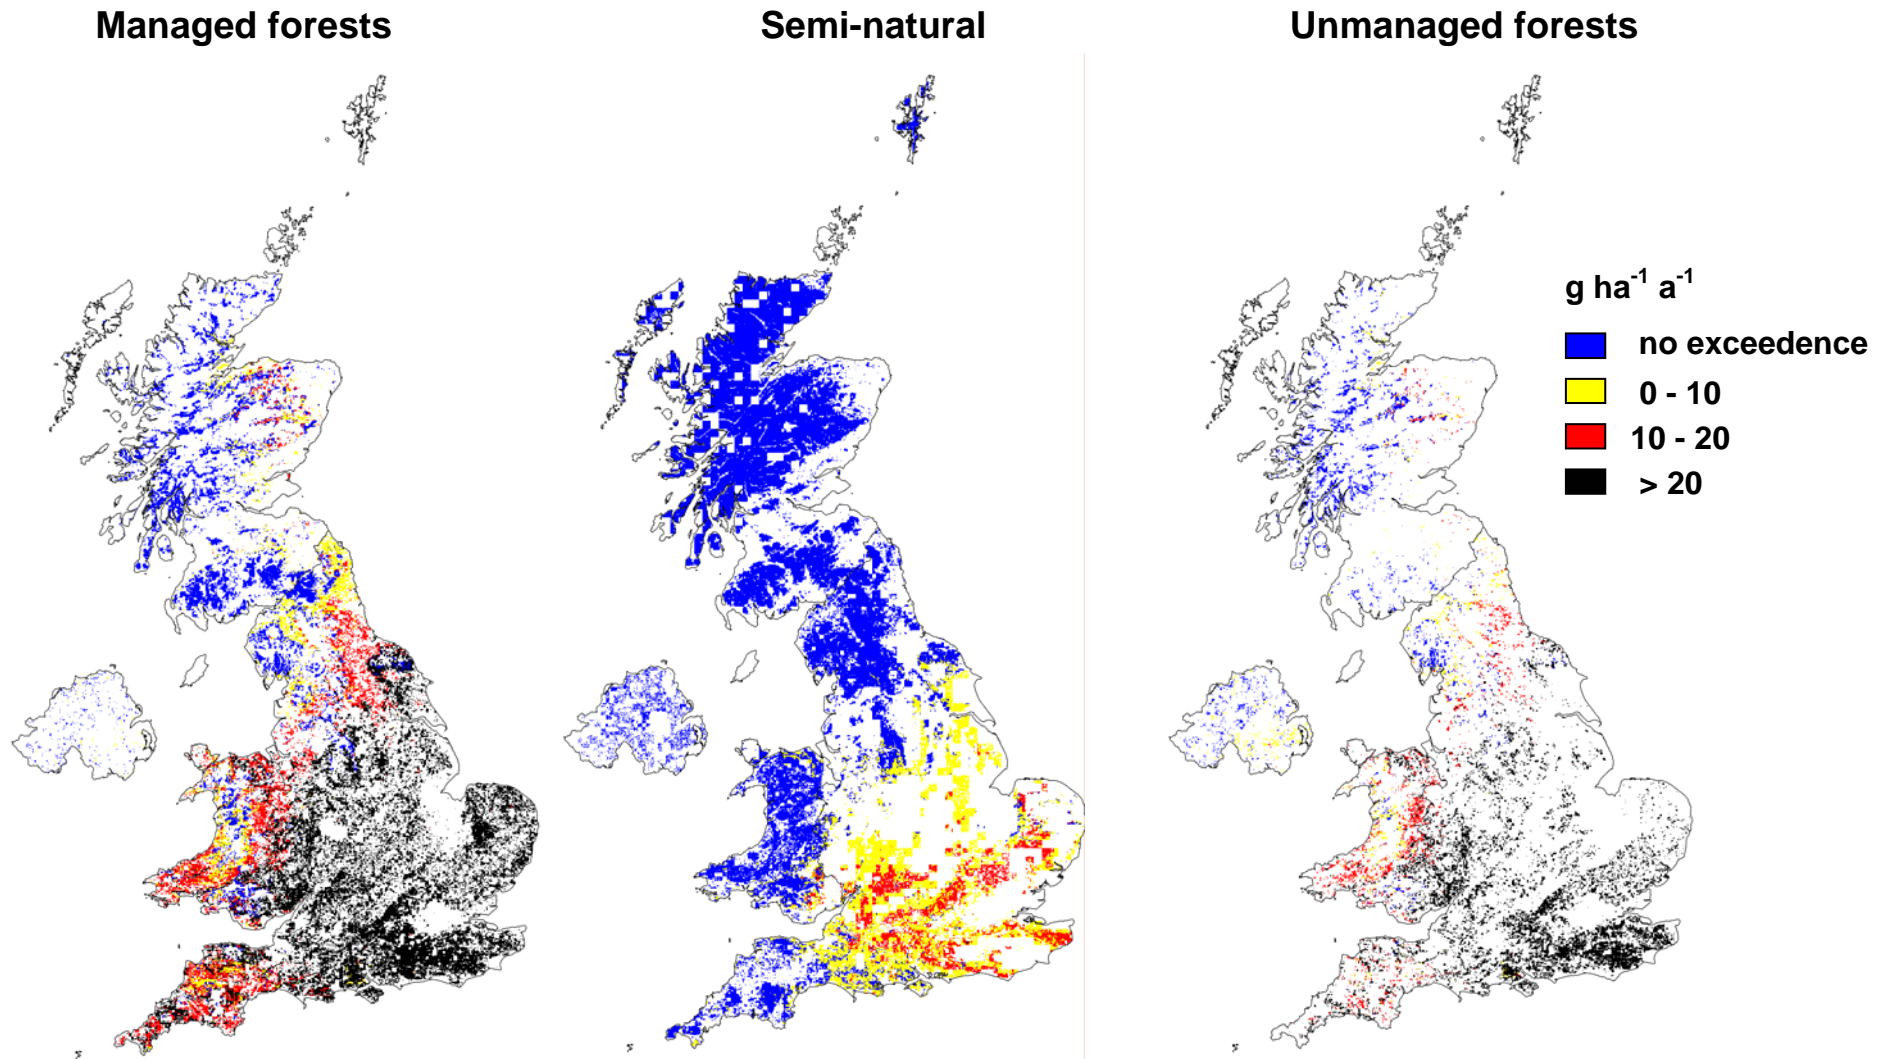 Managed forests
Semi-natural
Unmanaged forests
g ha⁻¹ a⁻¹
no exceedence
0 - 10
10 - 20
> 20